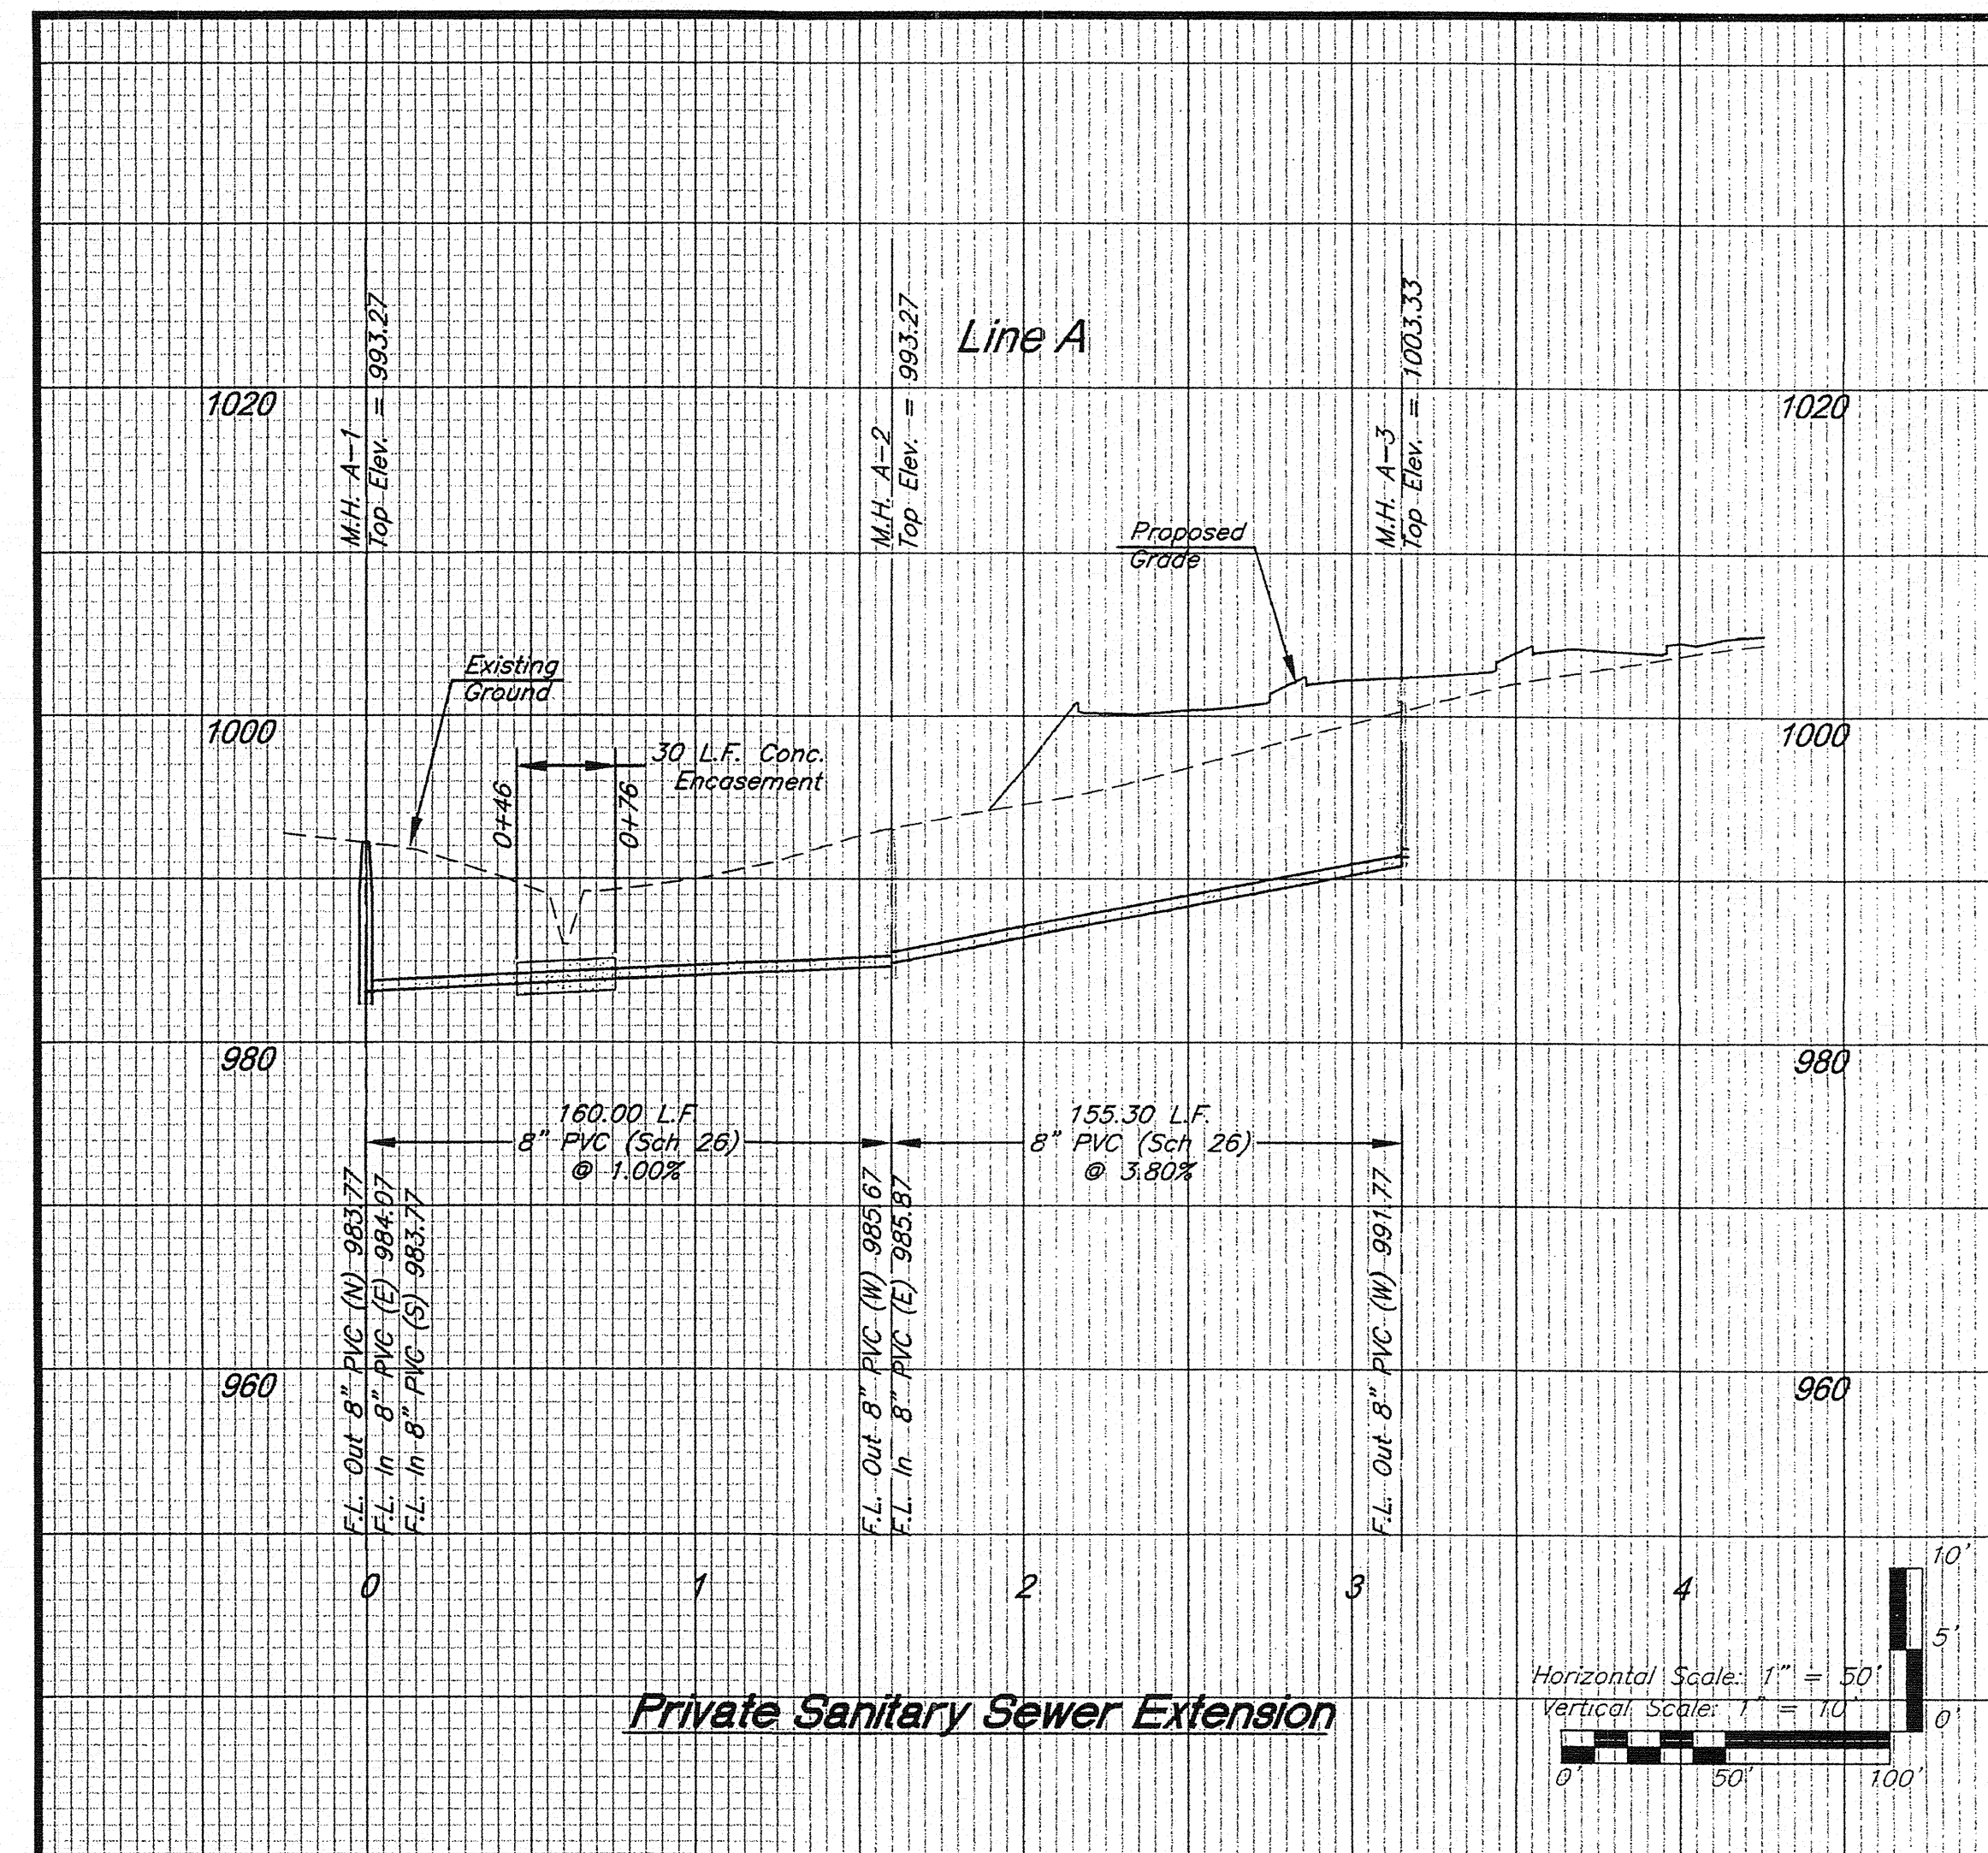 Line A
M.H. A-1
Top Elev. = 993.27
M.H. A-2
Top Elev. = 993.27
M.H. A-3
Top Elev. = 1003.33
1020
1020
Proposed
Grade
Existing
Ground
1000
1000
30 L.F. Conc.
Encasement
0+46
0+76
980
980
160.00 L.F.
8" PVC (Sch 26)
@ 1.00%
155.30 L.F.
8" PVC (Sch 26)
@ 3.80%
F.L. Out 8" PVC (N) 983.77
F.L. In 8" PVC (E) 984.07
F.L. In 8" PVC (S) 983.77
F.L. Out 8" PVC (W) 985.67
F.L. In 8" PVC (E) 985.87
F.L. Out 8" PVC (W) 991.77
960
960
0
1
2
3
4
Private Sanitary Sewer Extension
Horizontal Scale: 1" = 50'
Vertical Scale: 1" = 10'
10'
5'
0'
0'
50'
100'